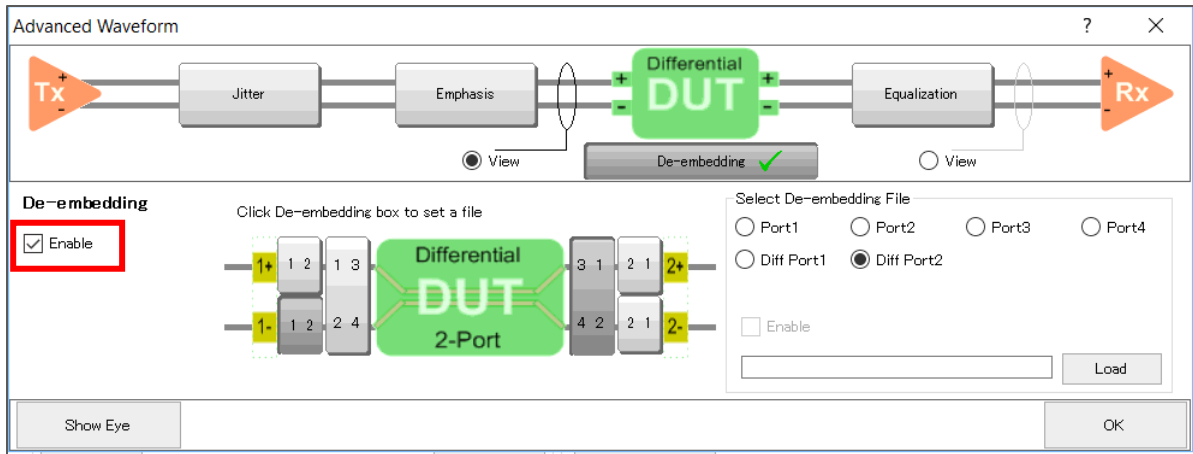 Advanced Waveform ? ×
Tx + - Jitter Emphasis + - Differential DUT + - Equalization + - Rx
View De-embedding ✓ View
De-embedding
Enable
Click De-embedding box to set a file
1+ 1 2 1 3 Differential 3 1 2 1 2+
DUT
1- 1 2 2 4 2-Port 4 2 2 1 2-
Select De-embedding File
Port1 Port2 Port3 Port4
Diff Port1 Diff Port2
Enable
Load
Show Eye OK